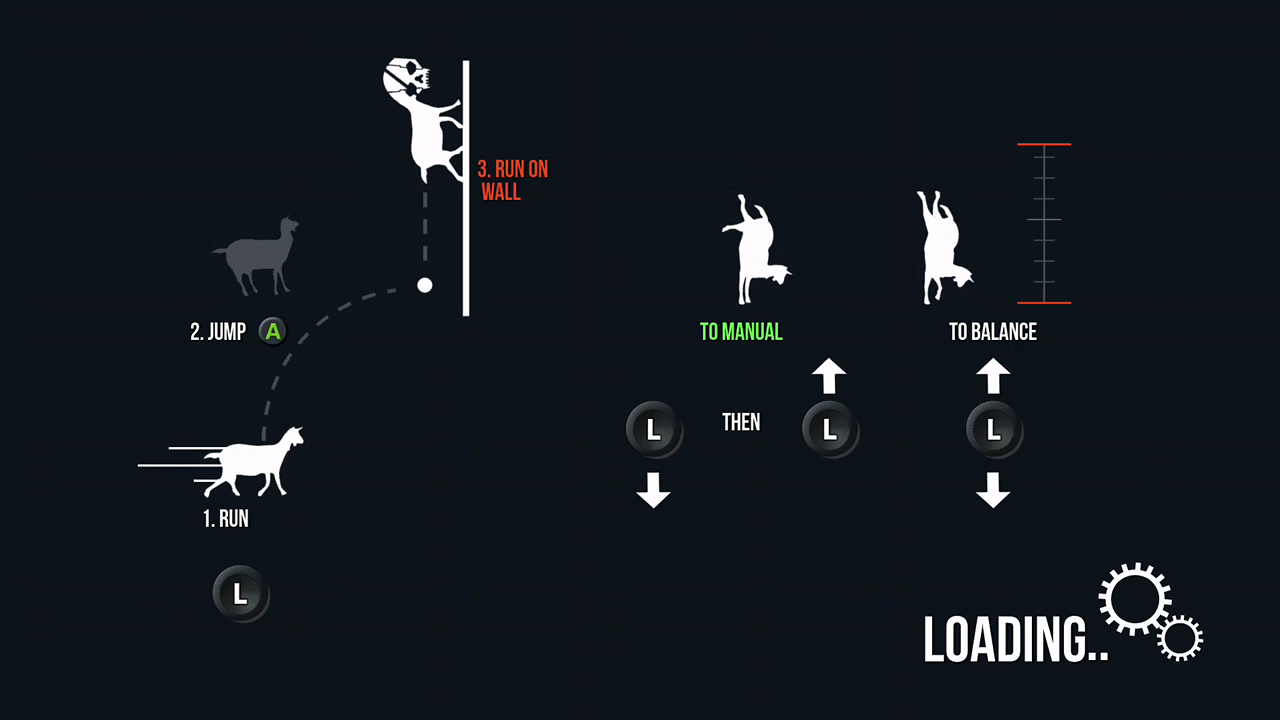 3. RUN ON
WALL
2. JUMP A
1. RUN
L
TO MANUAL
L THEN L
TO BALANCE
L
LOADING..